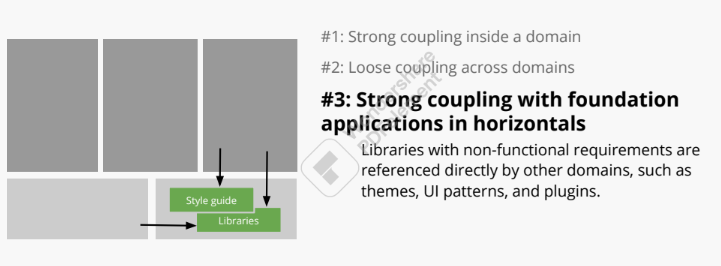 #1: Strong coupling inside a domain
#2: Loose coupling across domains
#3: Strong coupling with foundation
applications in horizontals
Libraries with non-functional requirements are
referenced directly by other domains, such as
themes, UI patterns, and plugins.
Style guide
Libraries
Wondershare
PDFelement